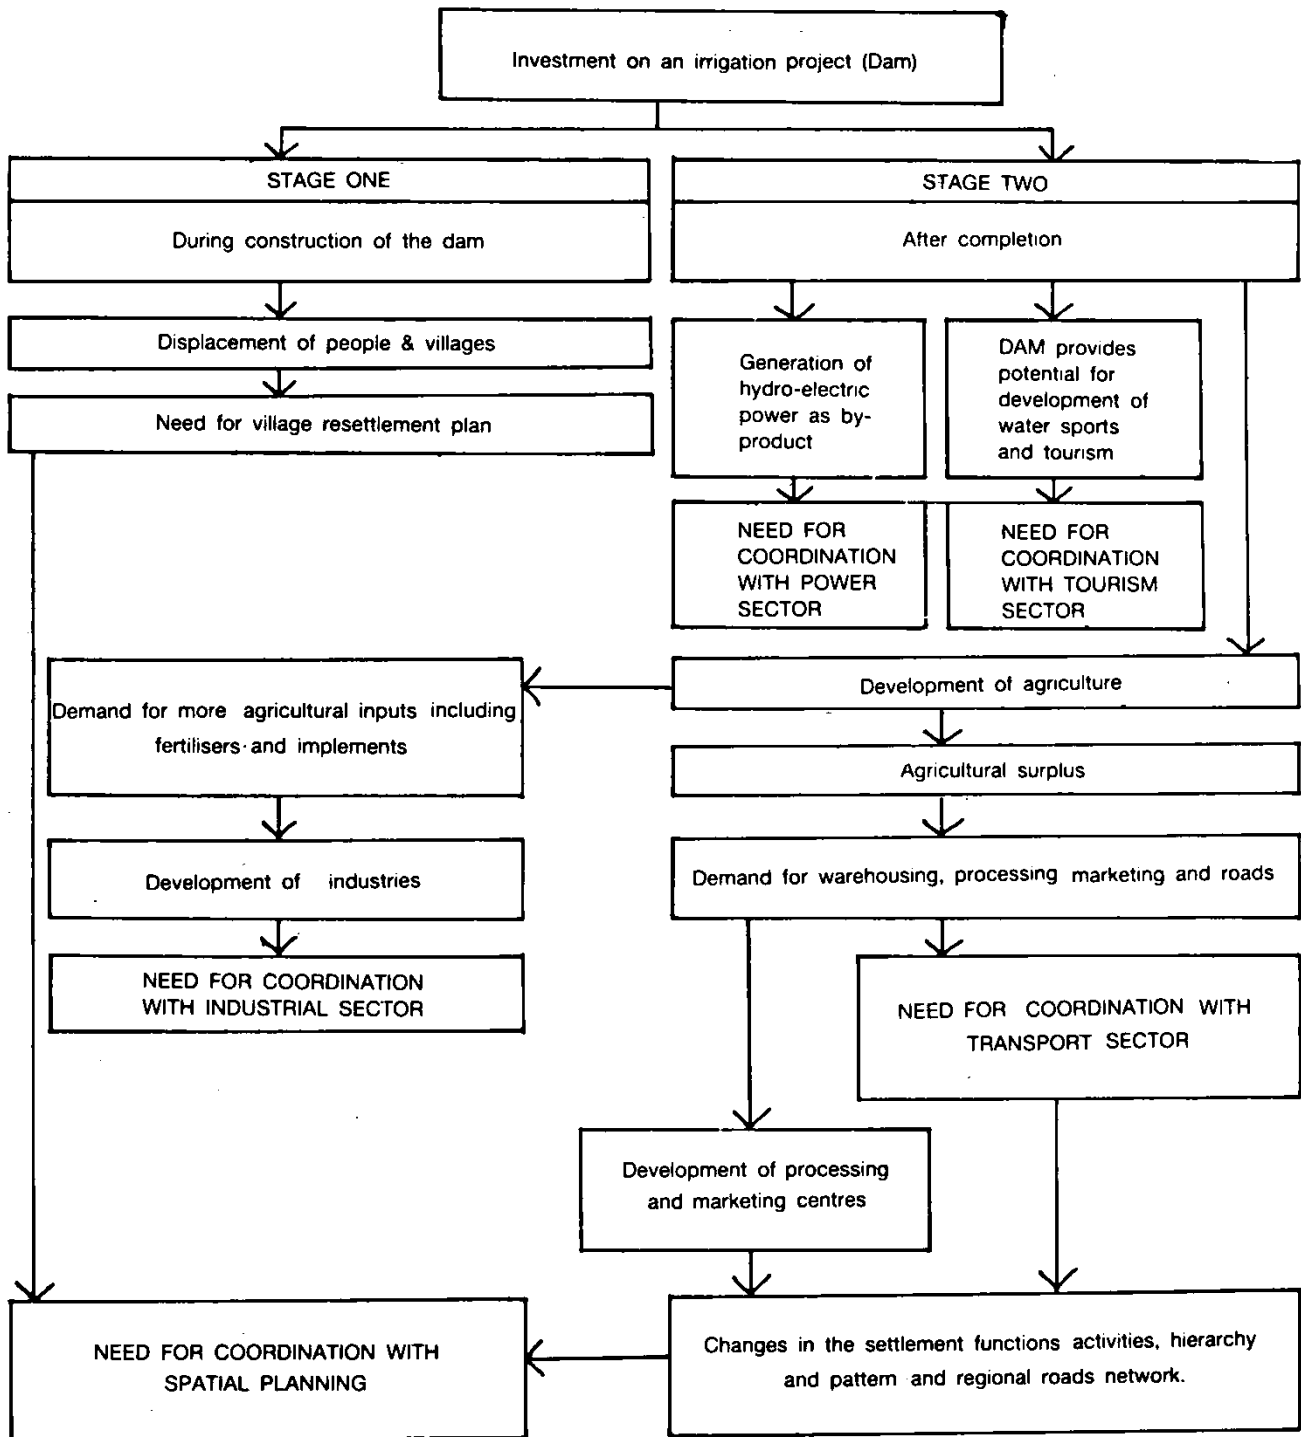 Investment on an irrigation project (Dam)
STAGE ONE
During construction of the dam
Displacement of people & villages
Need for village resettlement plan
STAGE TWO
After completion
Generation of
hydro-electric
power as by-
product
DAM provides
potential for
development of
water sports
and tourism
NEED FOR
COORDINATION
WITH POWER
SECTOR
NEED FOR
COORDINATION
WITH TOURISM
SECTOR
Development of agriculture
Demand for more agricultural inputs including
fertilisers and implements
Agricultural surplus
Development of industries
Demand for warehousing, processing marketing and roads
NEED FOR COORDINATION
WITH INDUSTRIAL SECTOR
NEED FOR COORDINATION WITH
TRANSPORT SECTOR
Development of processing
and marketing centres
NEED FOR COORDINATION WITH
SPATIAL PLANNING
Changes in the settlement functions activities, hierarchy
and pattern and regional roads network.